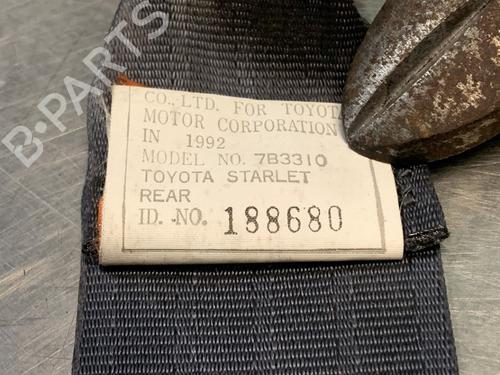 B-PARTS
CO., LTD. FOR TOYOTA
MOTOR CORPORATION
IN 1992
MODEL NO. 7B3310
TOYOTA STARLET
REAR
ID. NO. 188680